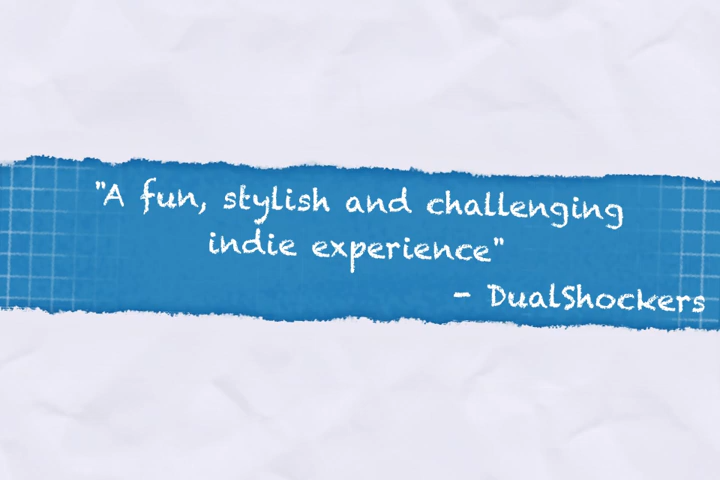 "A fun, stylish and challenging
indie experience"
- DualShockers